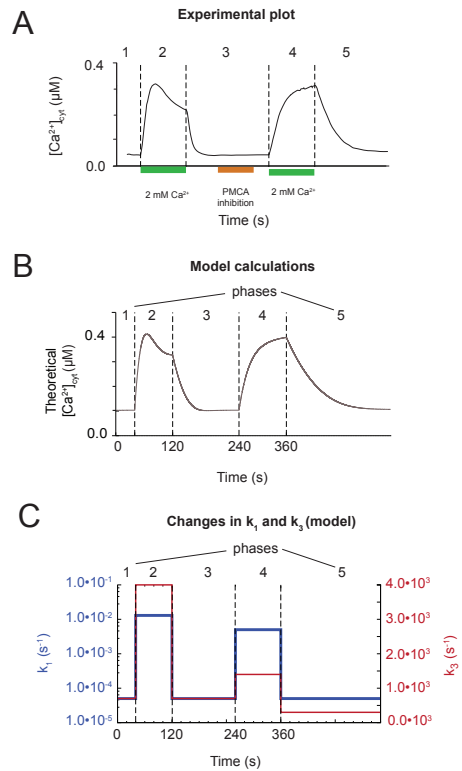 A
Experimental plot
1 2 3 4 5
0.4
[Ca²⁺]cyt (μM)
0.0
2 mM Ca²⁺
PMCA
inhibition
2 mM Ca²⁺
Time (s)
B
Model calculations
phases
1 2 3 4 5
0.4
Theoretical
[Ca²⁺]cyt (μM)
0.0
0 120 240 360
Time (s)
C
Changes in k₁ and k₃ (model)
phases
1 2 3 4 5
1.0•10⁻¹
1.0•10⁻²
1.0•10⁻³
1.0•10⁻⁴
1.0•10⁻⁵
k₁ (s⁻¹)
4.0•10³
3.0•10³
2.0•10³
1.0•10³
0.0•10³
k₃ (s⁻¹)
0 120 240 360
Time (s)